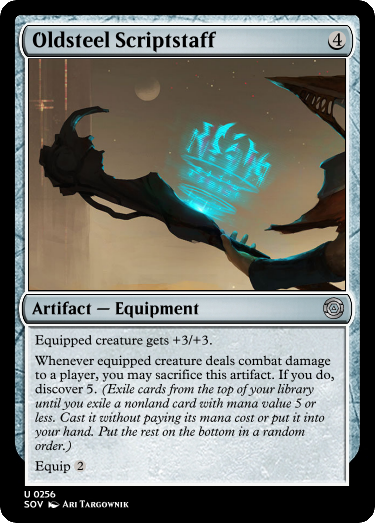 Oldsteel Scriptstaff 4
Artifact — Equipment
Equipped creature gets +3/+3.
Whenever equipped creature deals combat damage
to a player, you may sacrifice this artifact. If you do,
discover 5. (Exile cards from the top of your library
until you exile a nonland card with mana value 5 or
less. Cast it without paying its mana cost or put it into
your hand. Put the rest on the bottom in a random
order.)
Equip 2
U 0256
SOV Ari Targownik